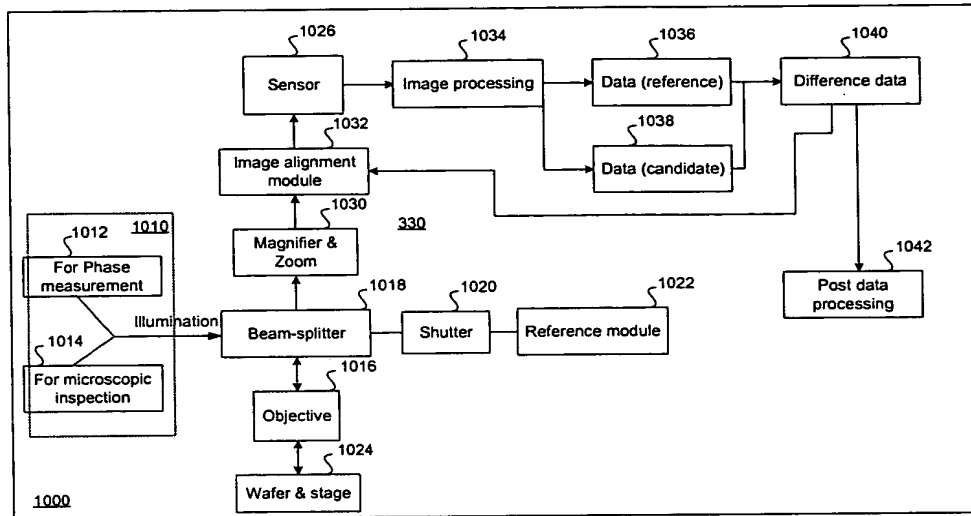 1026
Sensor
1034
Image processing
1036
Data (reference)
1040
Difference data
1032
Image alignment
module
1038
Data (candidate)
1030
Magnifier &
Zoom
330
1010
1012
For Phase
measurement
1042
Post data
processing
Illumination
1018
Beam-splitter
1020
Shutter
1022
Reference module
1014
For microscopic
inspection
1016
Objective
1024
Wafer & stage
1000